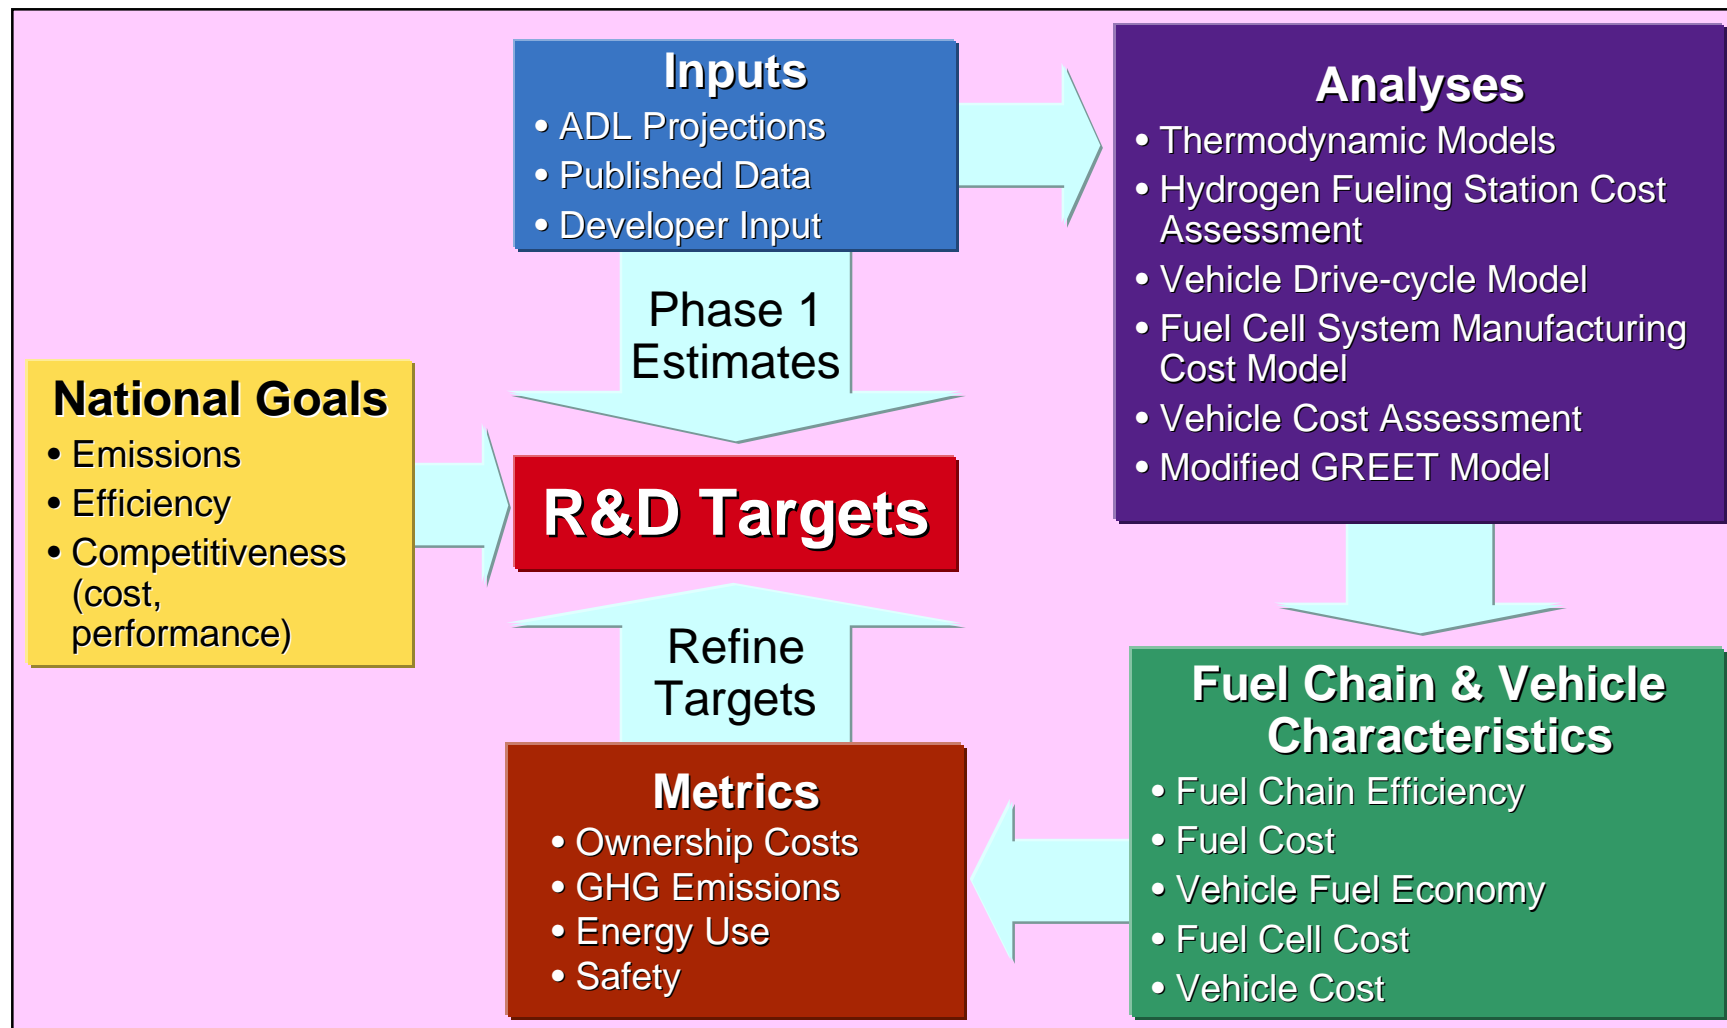 Inputs
• ADL Projections
• Published Data
• Developer Input
Analyses
• Thermodynamic Models
• Hydrogen Fueling Station Cost
Assessment
• Vehicle Drive-cycle Model
• Fuel Cell System Manufacturing
Cost Model
• Vehicle Cost Assessment
• Modified GREET Model
Phase 1
Estimates
National Goals
• Emissions
• Efficiency
• Competitiveness
(cost,
performance)
R&D Targets
Refine
Targets
Fuel Chain & Vehicle
Characteristics
• Fuel Chain Efficiency
• Fuel Cost
• Vehicle Fuel Economy
• Fuel Cell Cost
• Vehicle Cost
Metrics
• Ownership Costs
• GHG Emissions
• Energy Use
• Safety